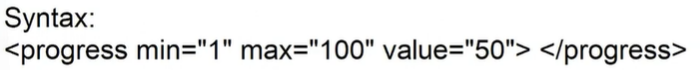 Syntax:
<progress min="1" max="100" value="50"> </progress>